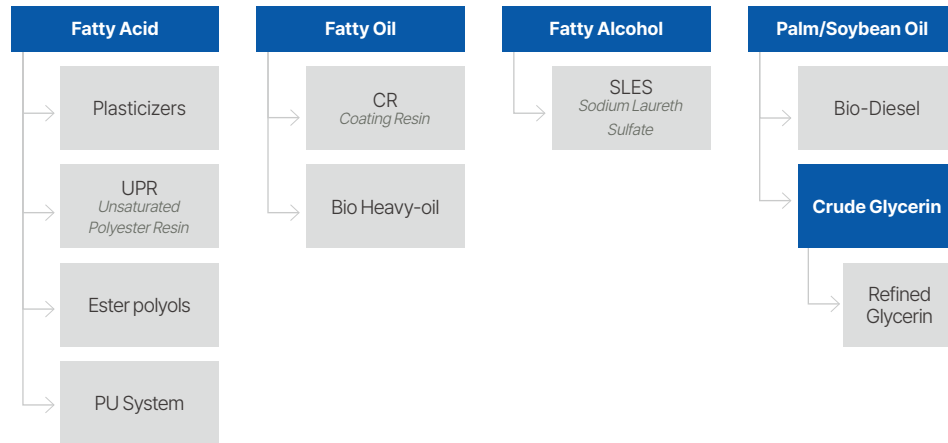 Fatty Acid
Plasticizers
UPR
Unsaturated
Polyester Resin
Ester polyols
PU System
Fatty Oil
CR
Coating Resin
Bio Heavy-oil
Fatty Alcohol
SLES
Sodium Laureth
Sulfate
Palm/Soybean Oil
Bio-Diesel
Crude Glycerin
Refined
Glycerin